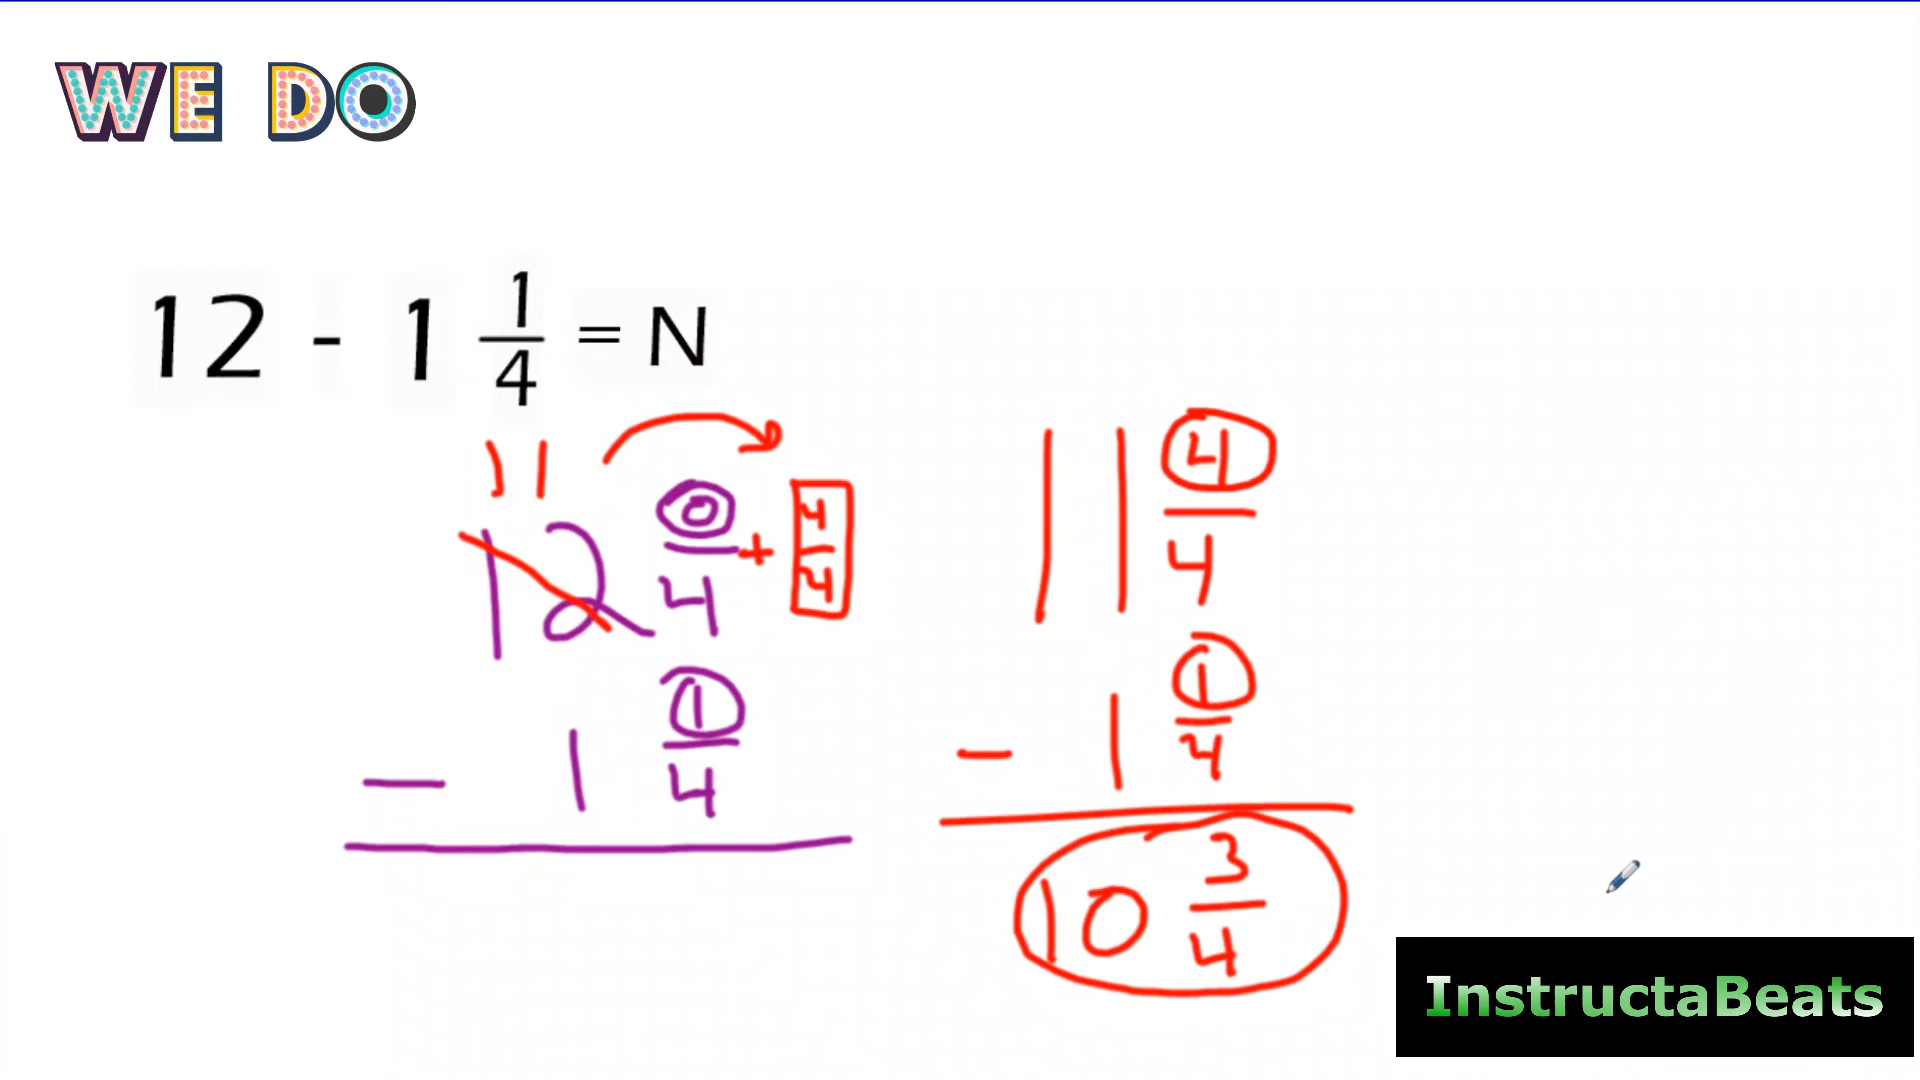 WE DO
12 - 1 1/4 = N
11
12 0/4 + 4/4
- 1 1/4
11 4/4
- 1 1/4
10 3/4
InstructaBeats